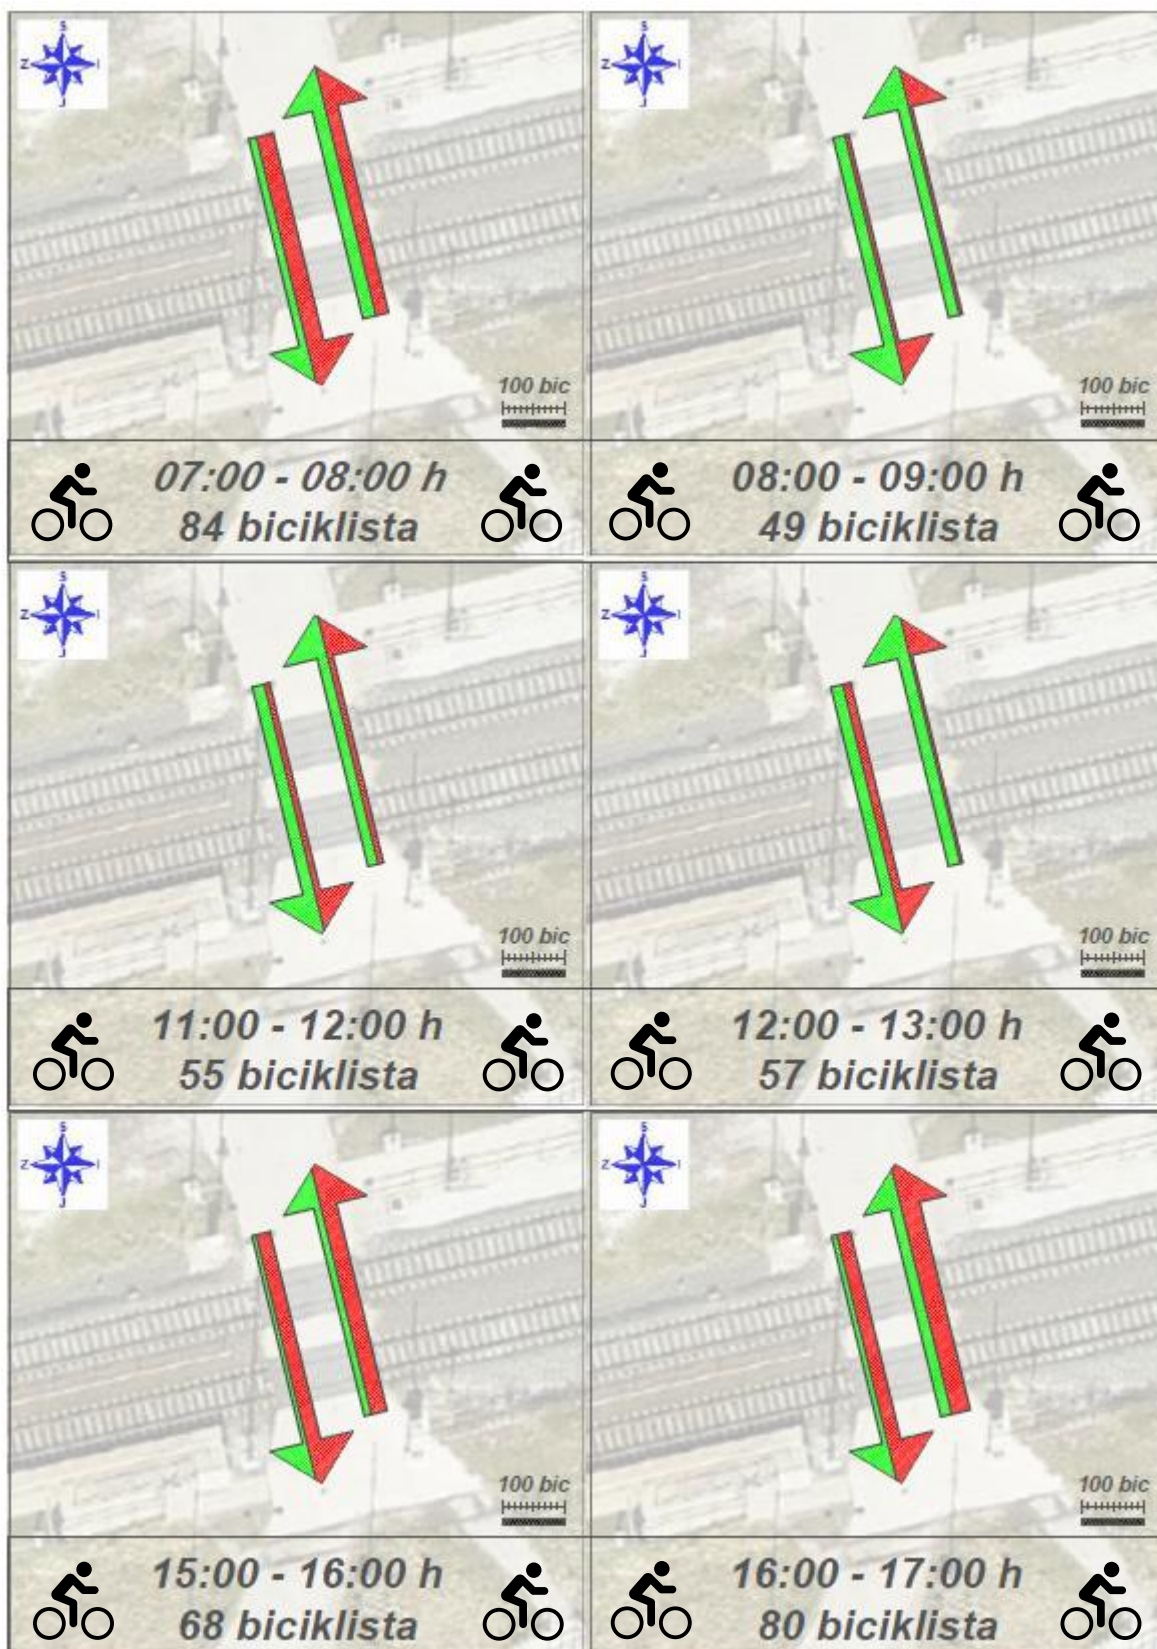 S
Z I
J
100 bic
07:00 - 08:00 h
84 biciklista
S
Z I
J
100 bic
08:00 - 09:00 h
49 biciklista
S
Z I
J
100 bic
11:00 - 12:00 h
55 biciklista
S
Z I
J
100 bic
12:00 - 13:00 h
57 biciklista
S
Z I
J
100 bic
15:00 - 16:00 h
68 biciklista
S
Z I
J
100 bic
16:00 - 17:00 h
80 biciklista